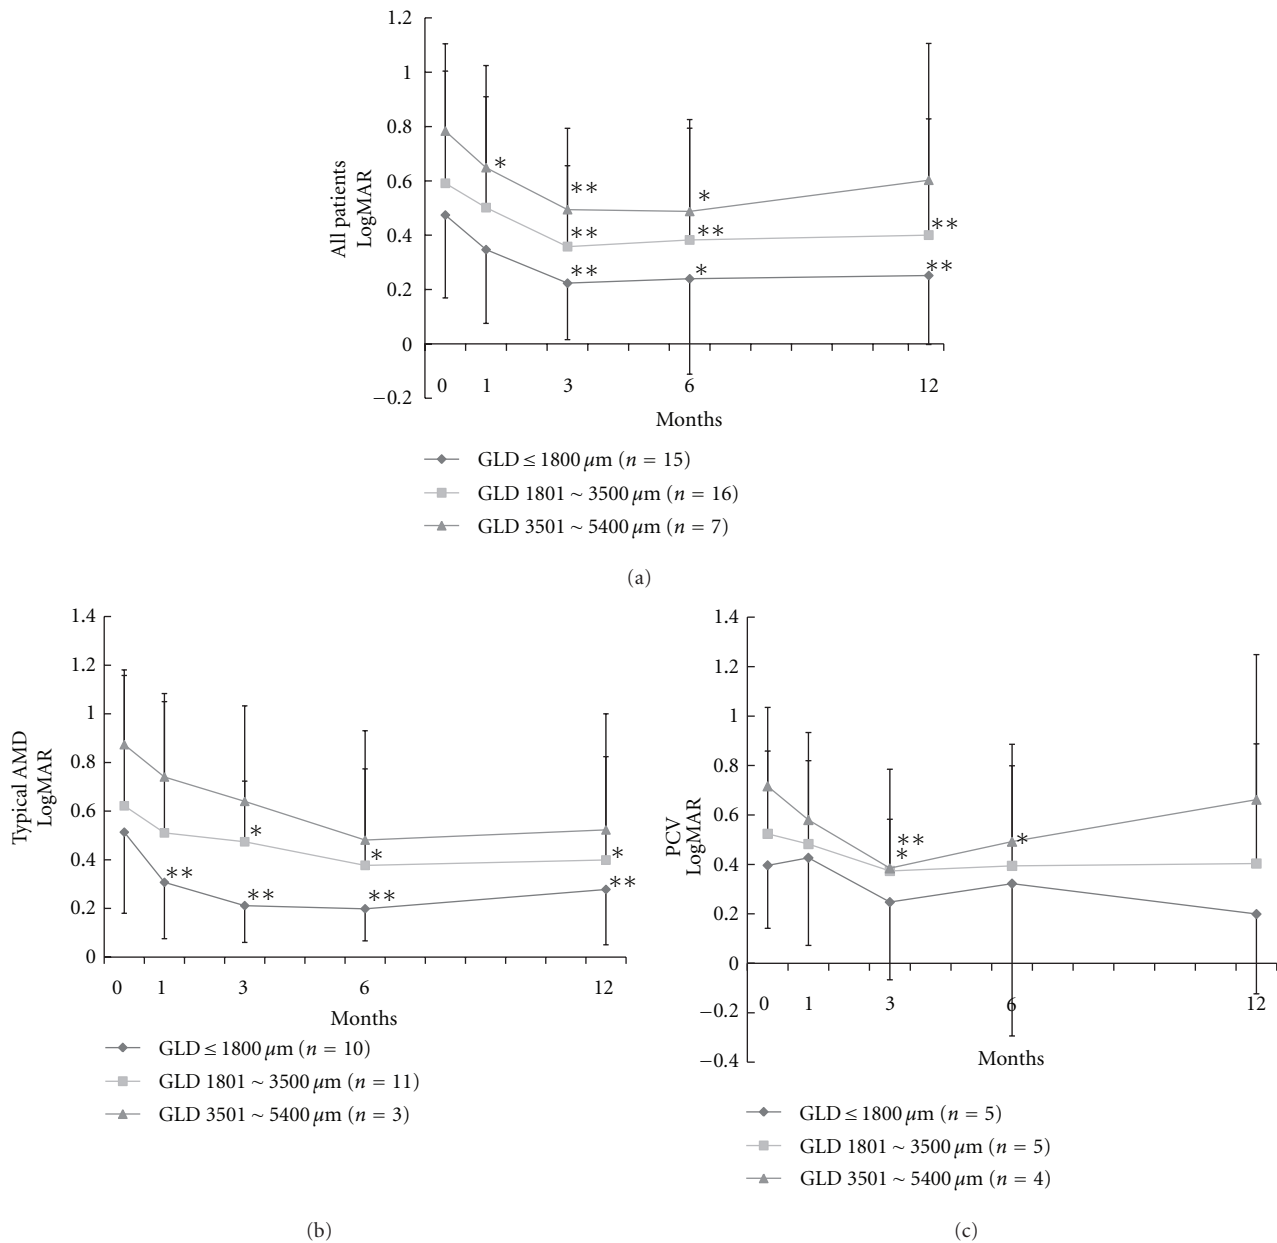 1.2
1
0.8
0.6
0.4
0.2
0
−0.2
All patients
LogMAR
*
**
*
**
**
**
**
*
**
0 1 3 6 12
Months
GLD ≤ 1800 µm (n = 15)
GLD 1801 ~ 3500 µm (n = 16)
GLD 3501 ~ 5400 µm (n = 7)
(a)
1.4
1.2
1
0.8
0.6
0.4
0.2
0
Typical AMD
LogMAR
*
*
*
**
**
**
**
0 1 3 6 12
Months
GLD ≤ 1800 µm (n = 10)
GLD 1801 ~ 3500 µm (n = 11)
GLD 3501 ~ 5400 µm (n = 3)
(b)
1.4
1.2
1
0.8
0.6
0.4
0.2
0
−0.2
−0.4
PCV
LogMAR
**
*
*
0 1 3 6 12
Months
GLD ≤ 1800 µm (n = 5)
GLD 1801 ~ 3500 µm (n = 5)
GLD 3501 ~ 5400 µm (n = 4)
(c)